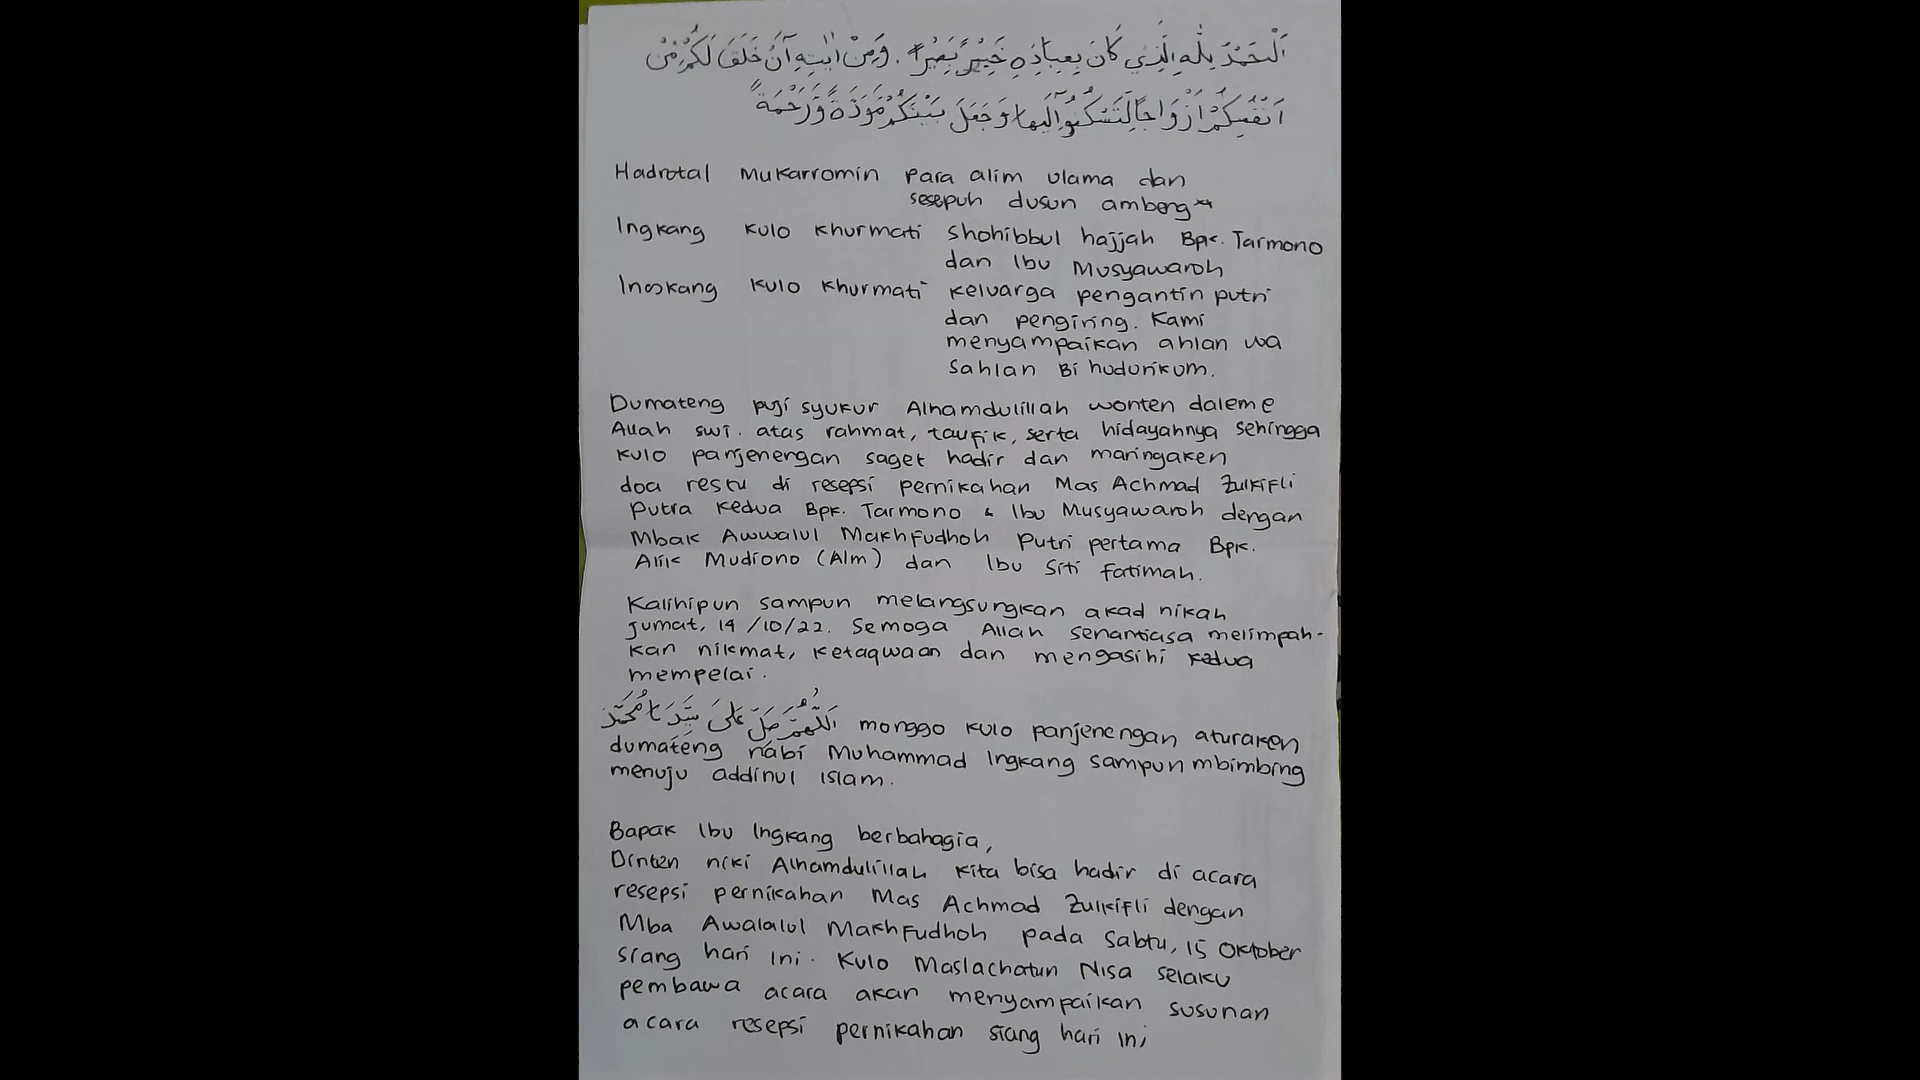 اَلْحَمْدُ لِلّٰهِ الَّذِي كَانَ بِعِبَادِهِ خَبِيْرًا بَصِيْرًا. وَمِنْ اٰيٰتِهِ اَنْ خَلَقَ لَكُمْ مِنْ
اَنْفُسِكُمْ اَزْوَاجًا لِتَسْكُنُوْا اِلَيْهَا وَجَعَلَ بَيْنَكُمْ مَوَدَّةً وَّرَحْمَةً
Hadrotal Mukarromin para alim ulama dan
sesepuh dusun ambeng"
Ingkang kulo khurmati shohibbul hajjah Bpk. Tarmono
dan Ibu Musyawaroh
Ingkang kulo khurmati keluarga pengantin putri
dan pengiring. Kami
menyampaikan ahlan wa
Sahlan Bi hudurikum.
Dumateng puji syukur Alhamdulillah wonten daleme
Allah swt. atas rahmat, taufik, serta hidayahnya sehingga
kulo panjenengan saget hadir dan maringaken
doa restu di resepsi pernikahan Mas Achmad Zulkifli
putra kedua Bpk. Tarmono & Ibu Musyawaroh dengan
Mbak Awwalul Makhfudhoh putri pertama Bpk.
Alik Mudiono (Alm) dan Ibu Siti Fatimah.
Kalihipun sampun melangsungkan akad nikah
jumat, 14/10/22. Semoga Allah senantiasa melimpah-
kan nikmat, ketaqwaan dan mengasihi kedua
mempelai.
اَللّٰهُمَّ صَلِّ عَلَى سَيِّدِنَا مُحَمَّدٍ monggo kulo panjenengan aturaken
dumateng nabi Muhammad Ingkang sampun mbimbing
menuju addinul islam.
Bapak Ibu Ingkang berbahagia,
Dinten niki Alhamdulillah kita bisa hadir di acara
resepsi pernikahan Mas Achmad Zulkifli dengan
Mba Awalalul Makhfudhoh pada Sabtu, 15 Oktober
siang hari ini. Kulo Maslachatun Nisa selaku
pembawa acara akan menyampaikan susunan
acara resepsi pernikahan siang hari ini